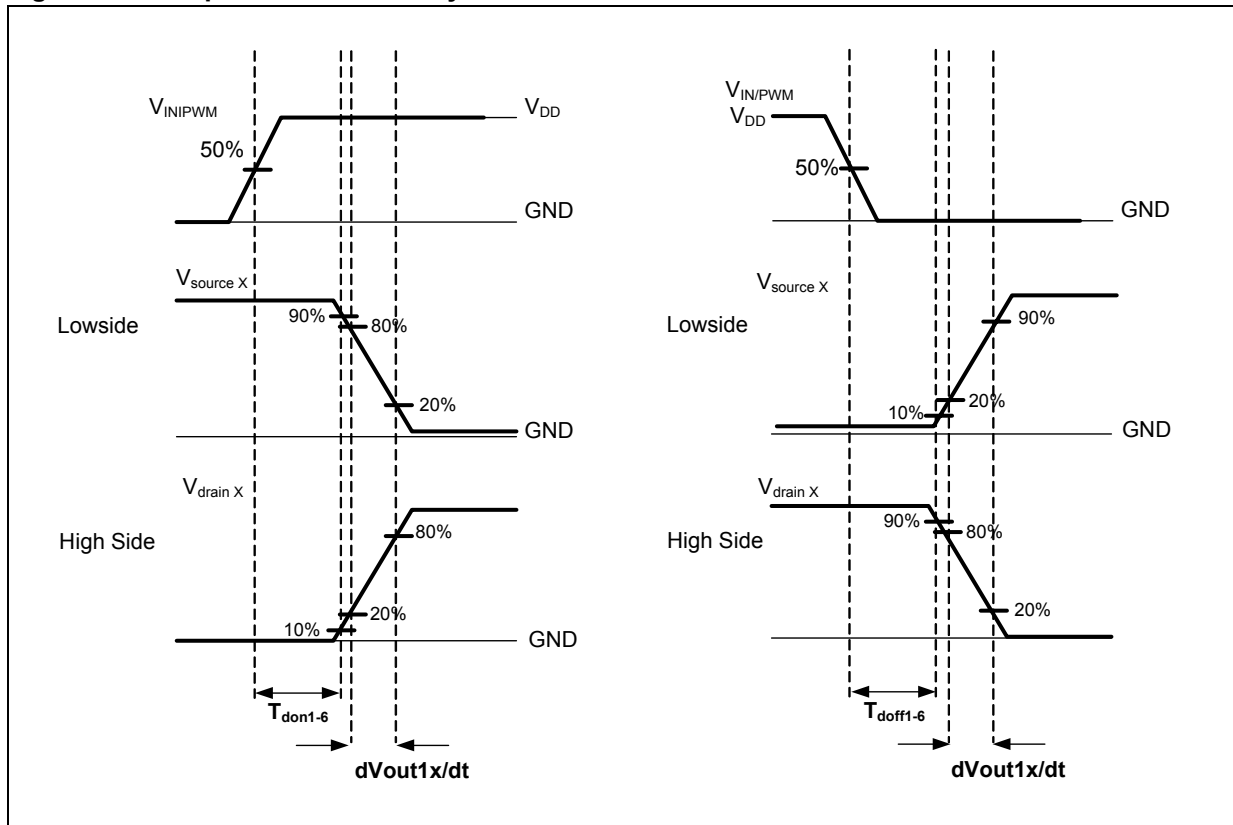 V_INIPWM
V_DD
50%
GND
V_source X
Lowside
90%
80%
20%
GND
V_drain X
High Side
80%
20%
10%
GND
T_don1-6
dVout1x/dt
V_IN/PWM
V_DD
50%
GND
V_source X
Lowside
90%
20%
10%
GND
V_drain X
High Side
90%
80%
20%
T_doff1-6
dVout1x/dt